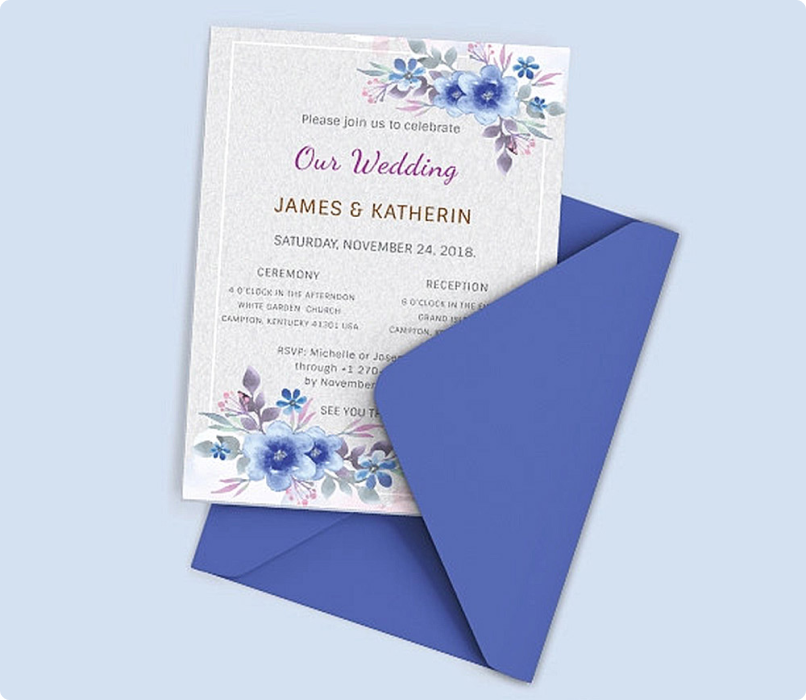 Please join us to celebrate
Our Wedding
JAMES & KATHERIN
SATURDAY, NOVEMBER 24, 2018.
CEREMONY
4 O'CLOCK IN THE AFTERNOON
WHITE GARDEN CHURCH
CAMPTON, KENTUCKY 41301 USA
RECEPTION
6 O'CLOCK IN THE
GRAND
CAMPTON,
RSVP: Michelle or
through +1 270-
by November
SEE YOU